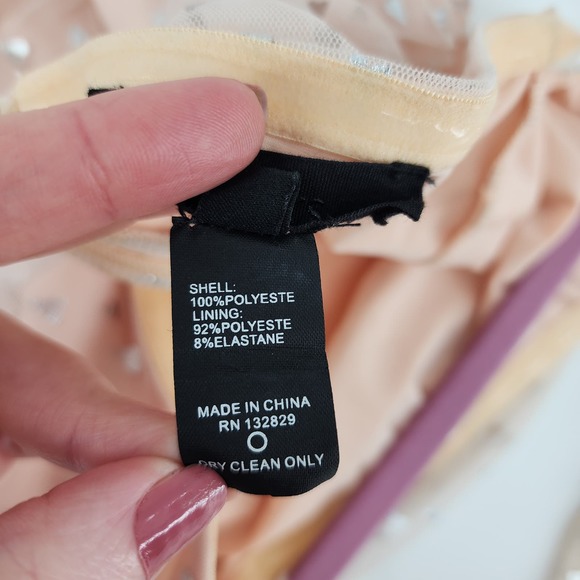 SHELL:
100%POLYESTE
LINING:
92%POLYESTE
8%ELASTANE
MADE IN CHINA
RN 132829
DRY CLEAN ONLY